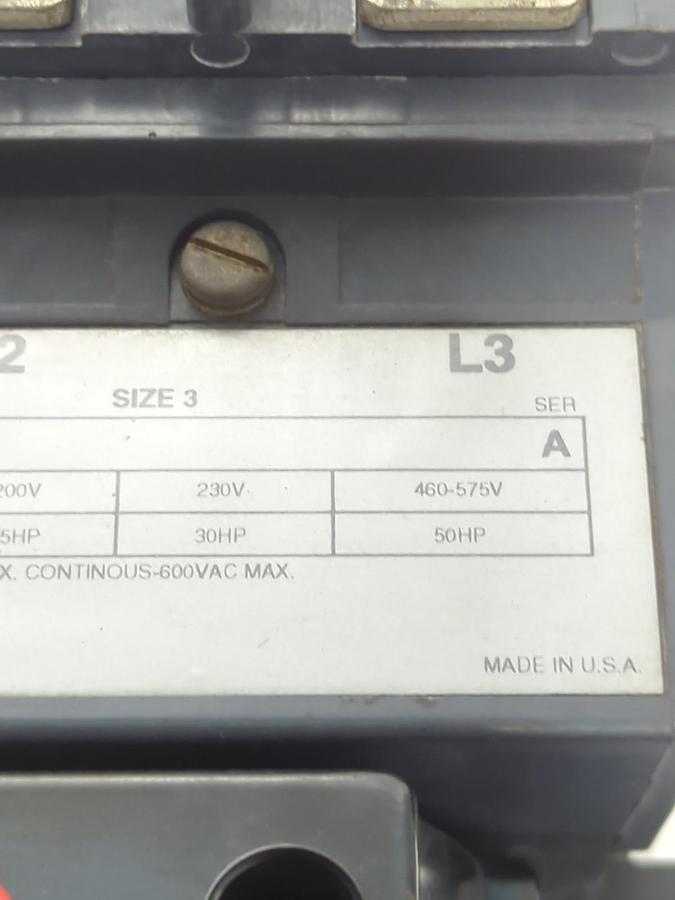 2 L3
SIZE 3 SER
A
200V 230V 460-575V
5HP 30HP 50HP
X. CONTINOUS-600VAC MAX.
MADE IN U.S.A.